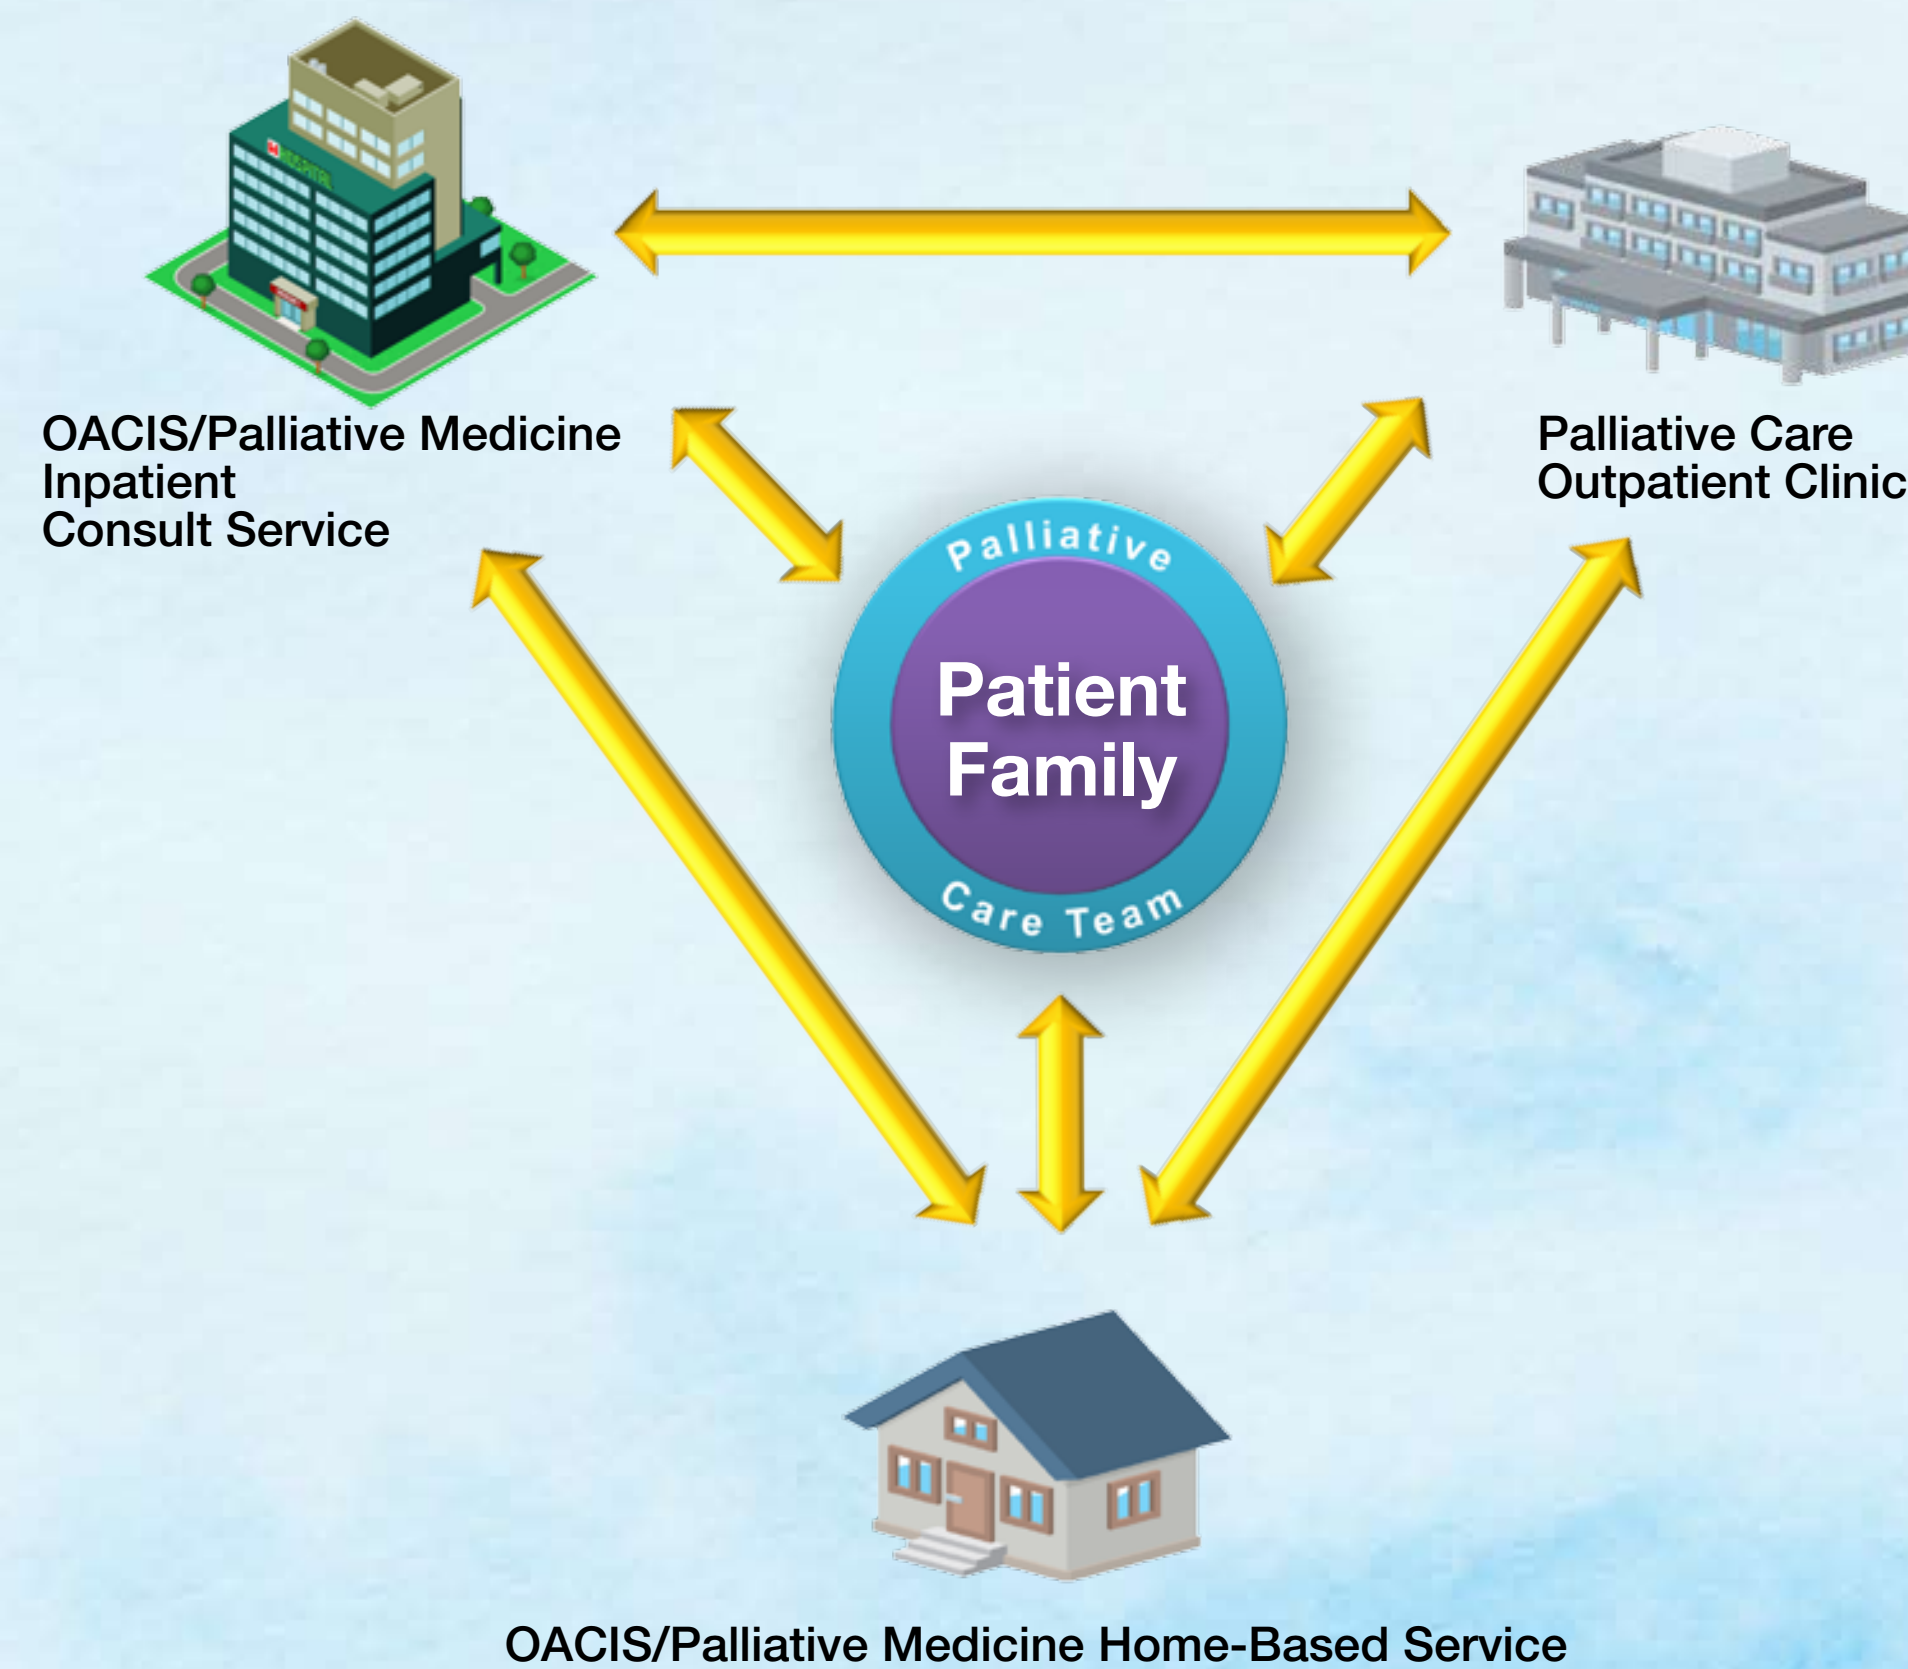 HOSPITAL
OACIS/Palliative Medicine
Inpatient
Consult Service
Palliative Care
Outpatient Clinic
Palliative
Patient
Family
Care Team
OACIS/Palliative Medicine Home-Based Service